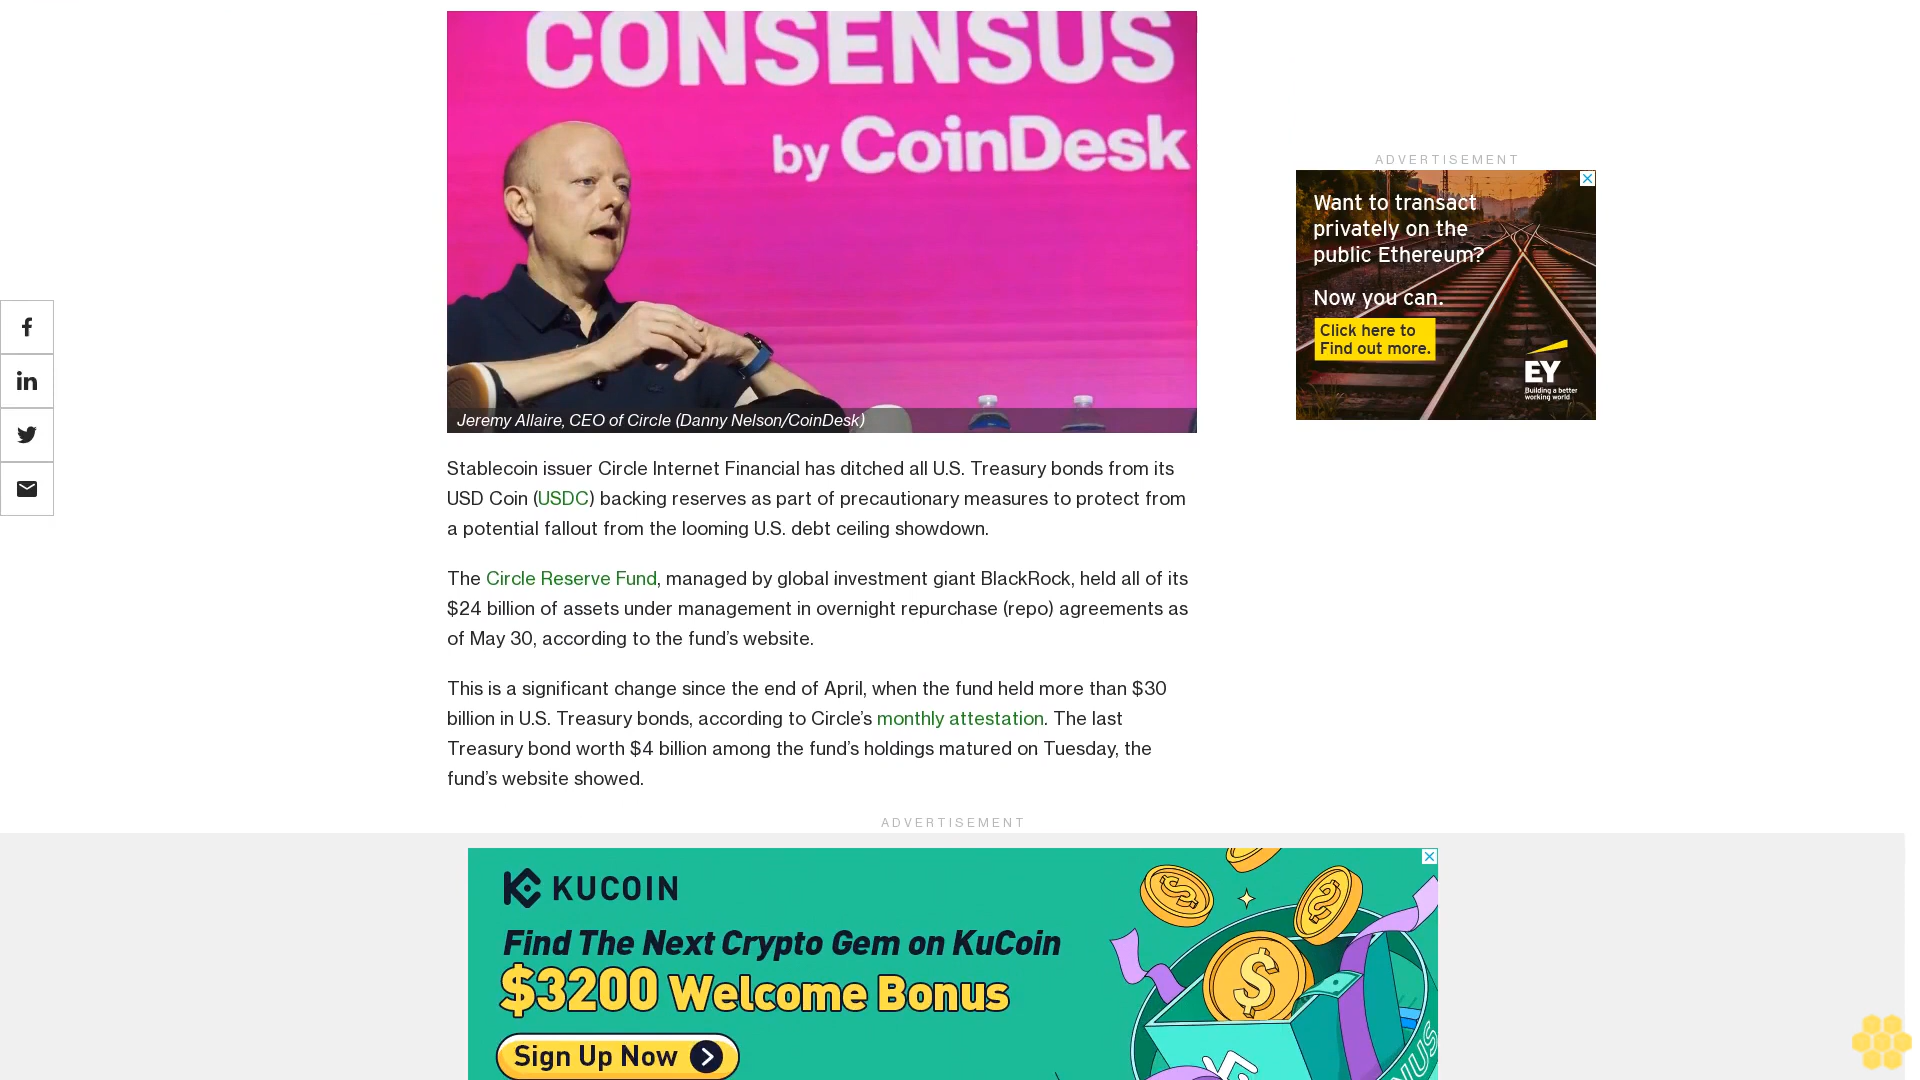 CONSENSUS
by CoinDesk
Jeremy Allaire, CEO of Circle (Danny Nelson/CoinDesk)
ADVERTISEMENT
Want to transact
privately on the
public Ethereum?
Now you can.
Click here to
Find out more.
EY
Building a better
working world
Stablecoin issuer Circle Internet Financial has ditched all U.S. Treasury bonds from its
USD Coin (USDC) backing reserves as part of precautionary measures to protect from
a potential fallout from the looming U.S. debt ceiling showdown.
The Circle Reserve Fund, managed by global investment giant BlackRock, held all of its
$24 billion of assets under management in overnight repurchase (repo) agreements as
of May 30, according to the fund’s website.
This is a significant change since the end of April, when the fund held more than $30
billion in U.S. Treasury bonds, according to Circle’s monthly attestation. The last
Treasury bond worth $4 billion among the fund’s holdings matured on Tuesday, the
fund’s website showed.
ADVERTISEMENT
KUCOIN
Find The Next Crypto Gem on KuCoin
$3200 Welcome Bonus
Sign Up Now